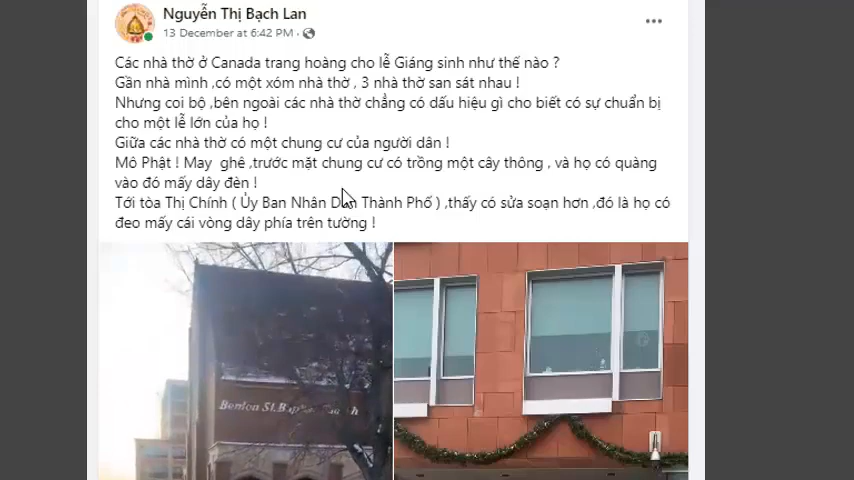 Nguyễn Thị Bạch Lan
13 December at 6:42 PM ·
Các nhà thờ ở Canada trang hoàng cho lễ Giáng sinh như thế nào ?
Gần nhà mình ,có một xóm nhà thờ , 3 nhà thờ san sát nhau !
Nhưng coi bộ ,bên ngoài các nhà thờ chẳng có dấu hiệu gì cho biết có sự chuẩn bị
cho một lễ lớn của họ !
Giữa các nhà thờ có một chung cư của người dân !
Mô Phật ! May ghê ,trước mặt chung cư có trồng một cây thông , và họ có quàng
vào đó mấy dây đèn !
Tới tòa Thị Chính ( Ủy Ban Nhân Dân Thành Phố ) ,thấy có sửa soạn hơn ,đó là họ có
đeo mấy cái vòng dây phía trên tường !
Benton St.